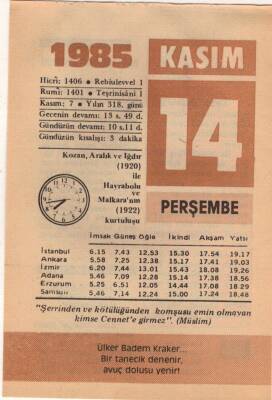 1985
KASIM
14
PERŞEMBE
Hicrî: 1406 • Rebiulevvel 1
Rumî: 1401 • Teşrinisâni 1
Kasım: 7 • Yılın 318. günü
Gecenin devamı: 13 s. 49 d.
Gündüzün devamı: 10 s.11 d.
Gündüzün kısalışı: 3 dakika
Kozan, Aralık ve Iğdır
(1920)
ile
Hayrabolu
ve
Malkara'nın
(1922)
kurtuluşu
İmsak Güneş Öğle İkindi Akşam Yatsı
İstanbul 6.15 7.43 12.53 15.30 17.54 19.17
Ankara 5.58 7.25 12.38 15.17 17.41 19.03
İzmir 6.20 7.44 13.01 15.43 18.08 19.26
Adana 5.46 7.09 12.28 15.14 17.38 18.56
Erzurum 5.25 6.51 12.05 14.44 17.08 18.29
Samsun 5.46 7.14 12.24 15.00 17.24 18.48
"Şerrinden ve kötülüğünden komşusu emin olmayan
kimse Cennet'e girmez". (Müslim)
Ülker Badem Kraker...
Bir tanecik denenir,
avuç dolusu yenir!